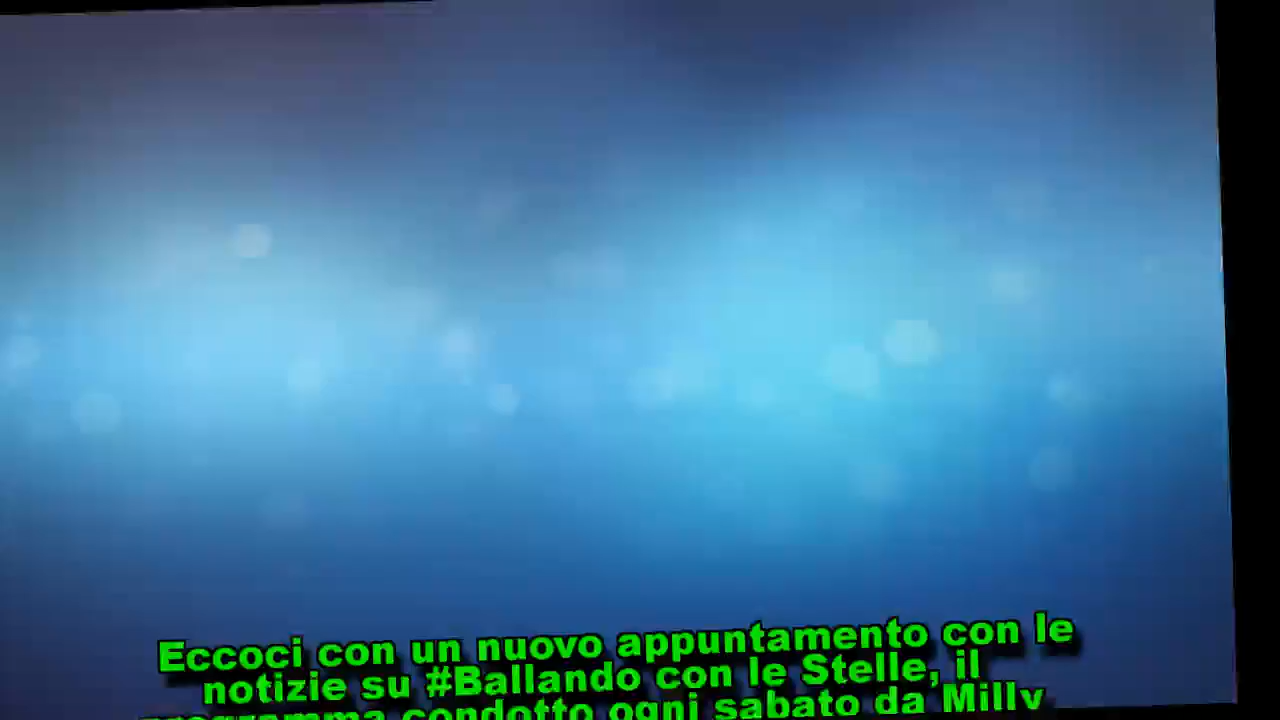 Eccoci con un nuovo appuntamento con le
notizie su #Ballando con le Stelle, il
programma condotto ogni sabato da Milly